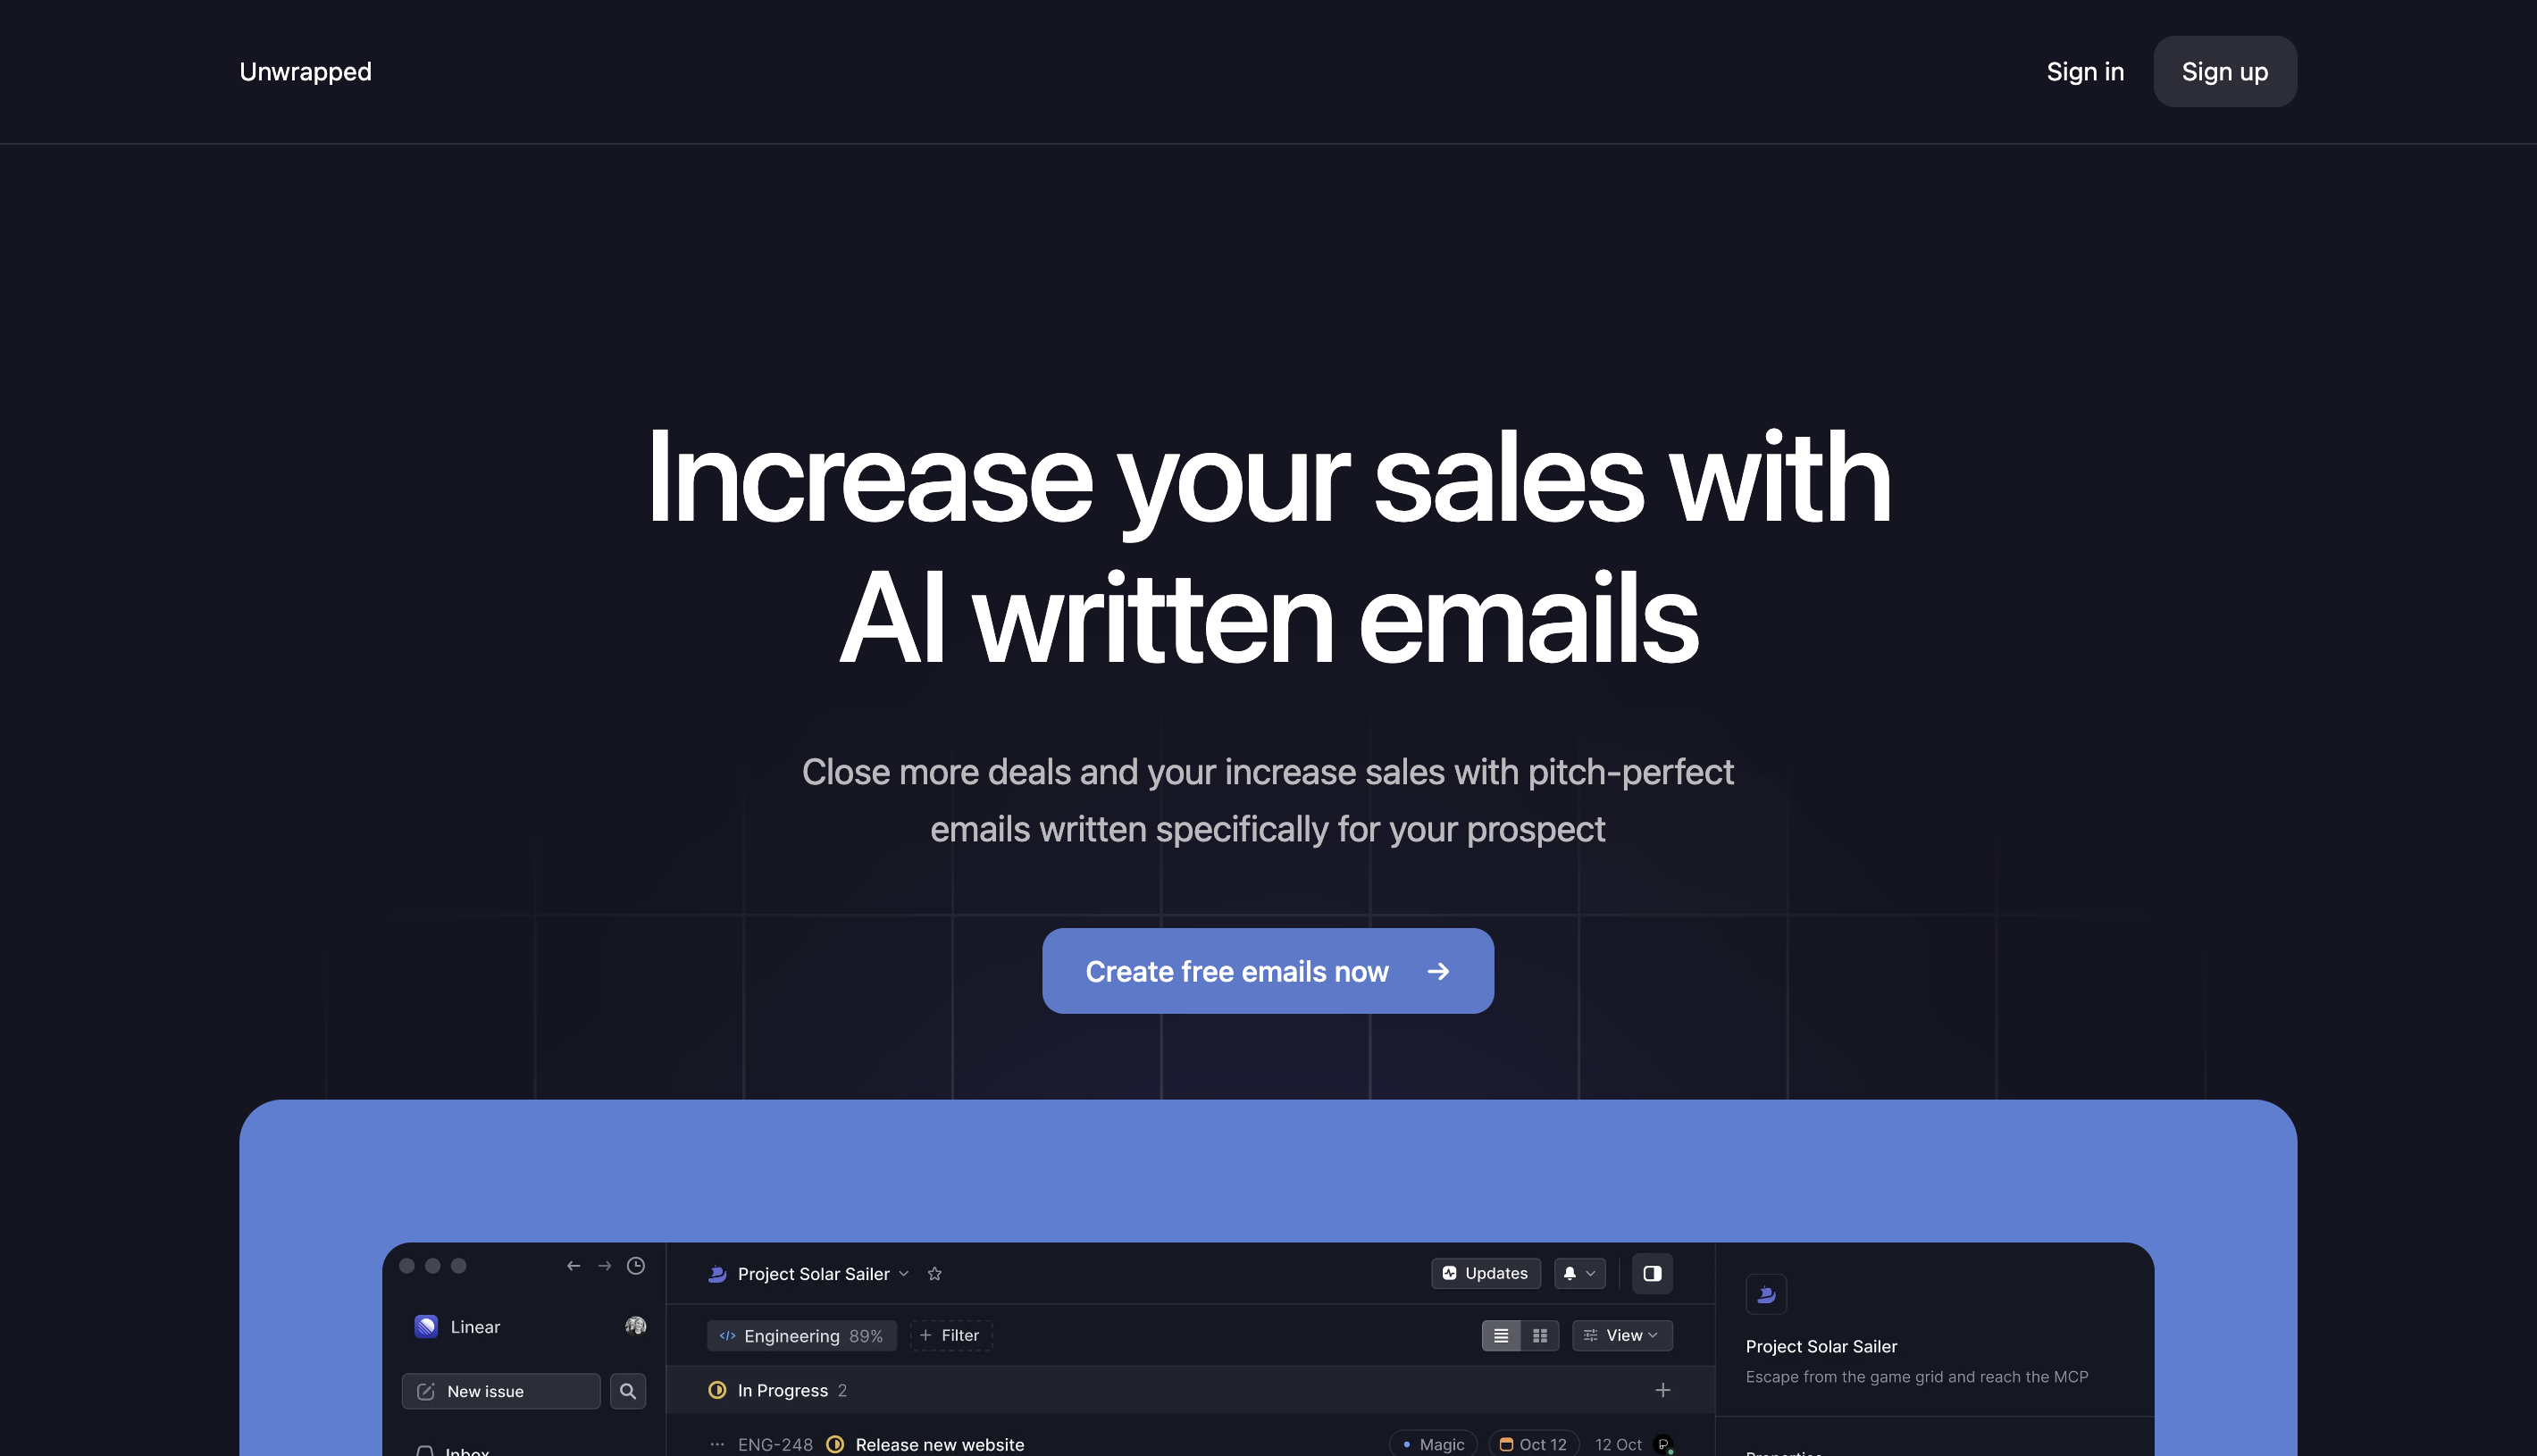 Unwrapped
Sign in
Sign up
Increase your sales with
AI written emails
Close more deals and your increase sales with pitch-perfect
emails written specifically for your prospect
Create free emails now
Project Solar Sailer
Updates
Linear
Engineering 89%
Filter
View
Project Solar Sailer
Escape from the game grid and reach the MCP
New issue
In Progress 2
Inbox
ENG-248 Release new website
Magic
Oct 12
12 Oct